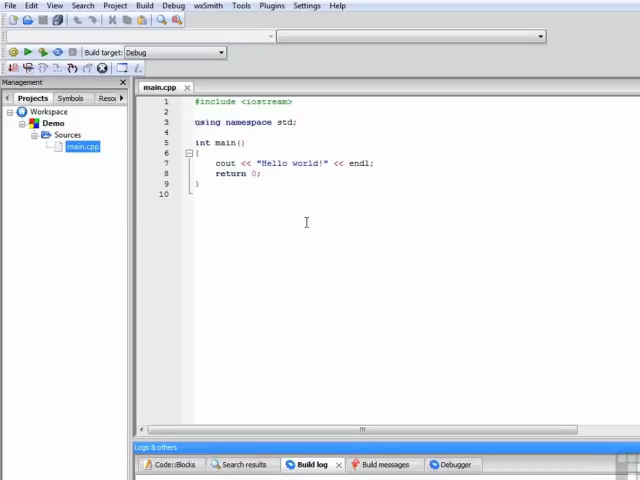 File Edit View Search Project Build Debug wxSmith Tools Plugins Settings Help
Build target: Debug
Management
main.cpp
Projects Symbols Resou
Workspace
Demo
Sources
main.cpp
1 #include <iostream>
2
3 using namespace std;
4
5 int main()
6 {
7 cout << "Hello world!" << endl;
8 return 0;
9 }
10
Logs & others
Code::Blocks Search results Build log Build messages Debugger